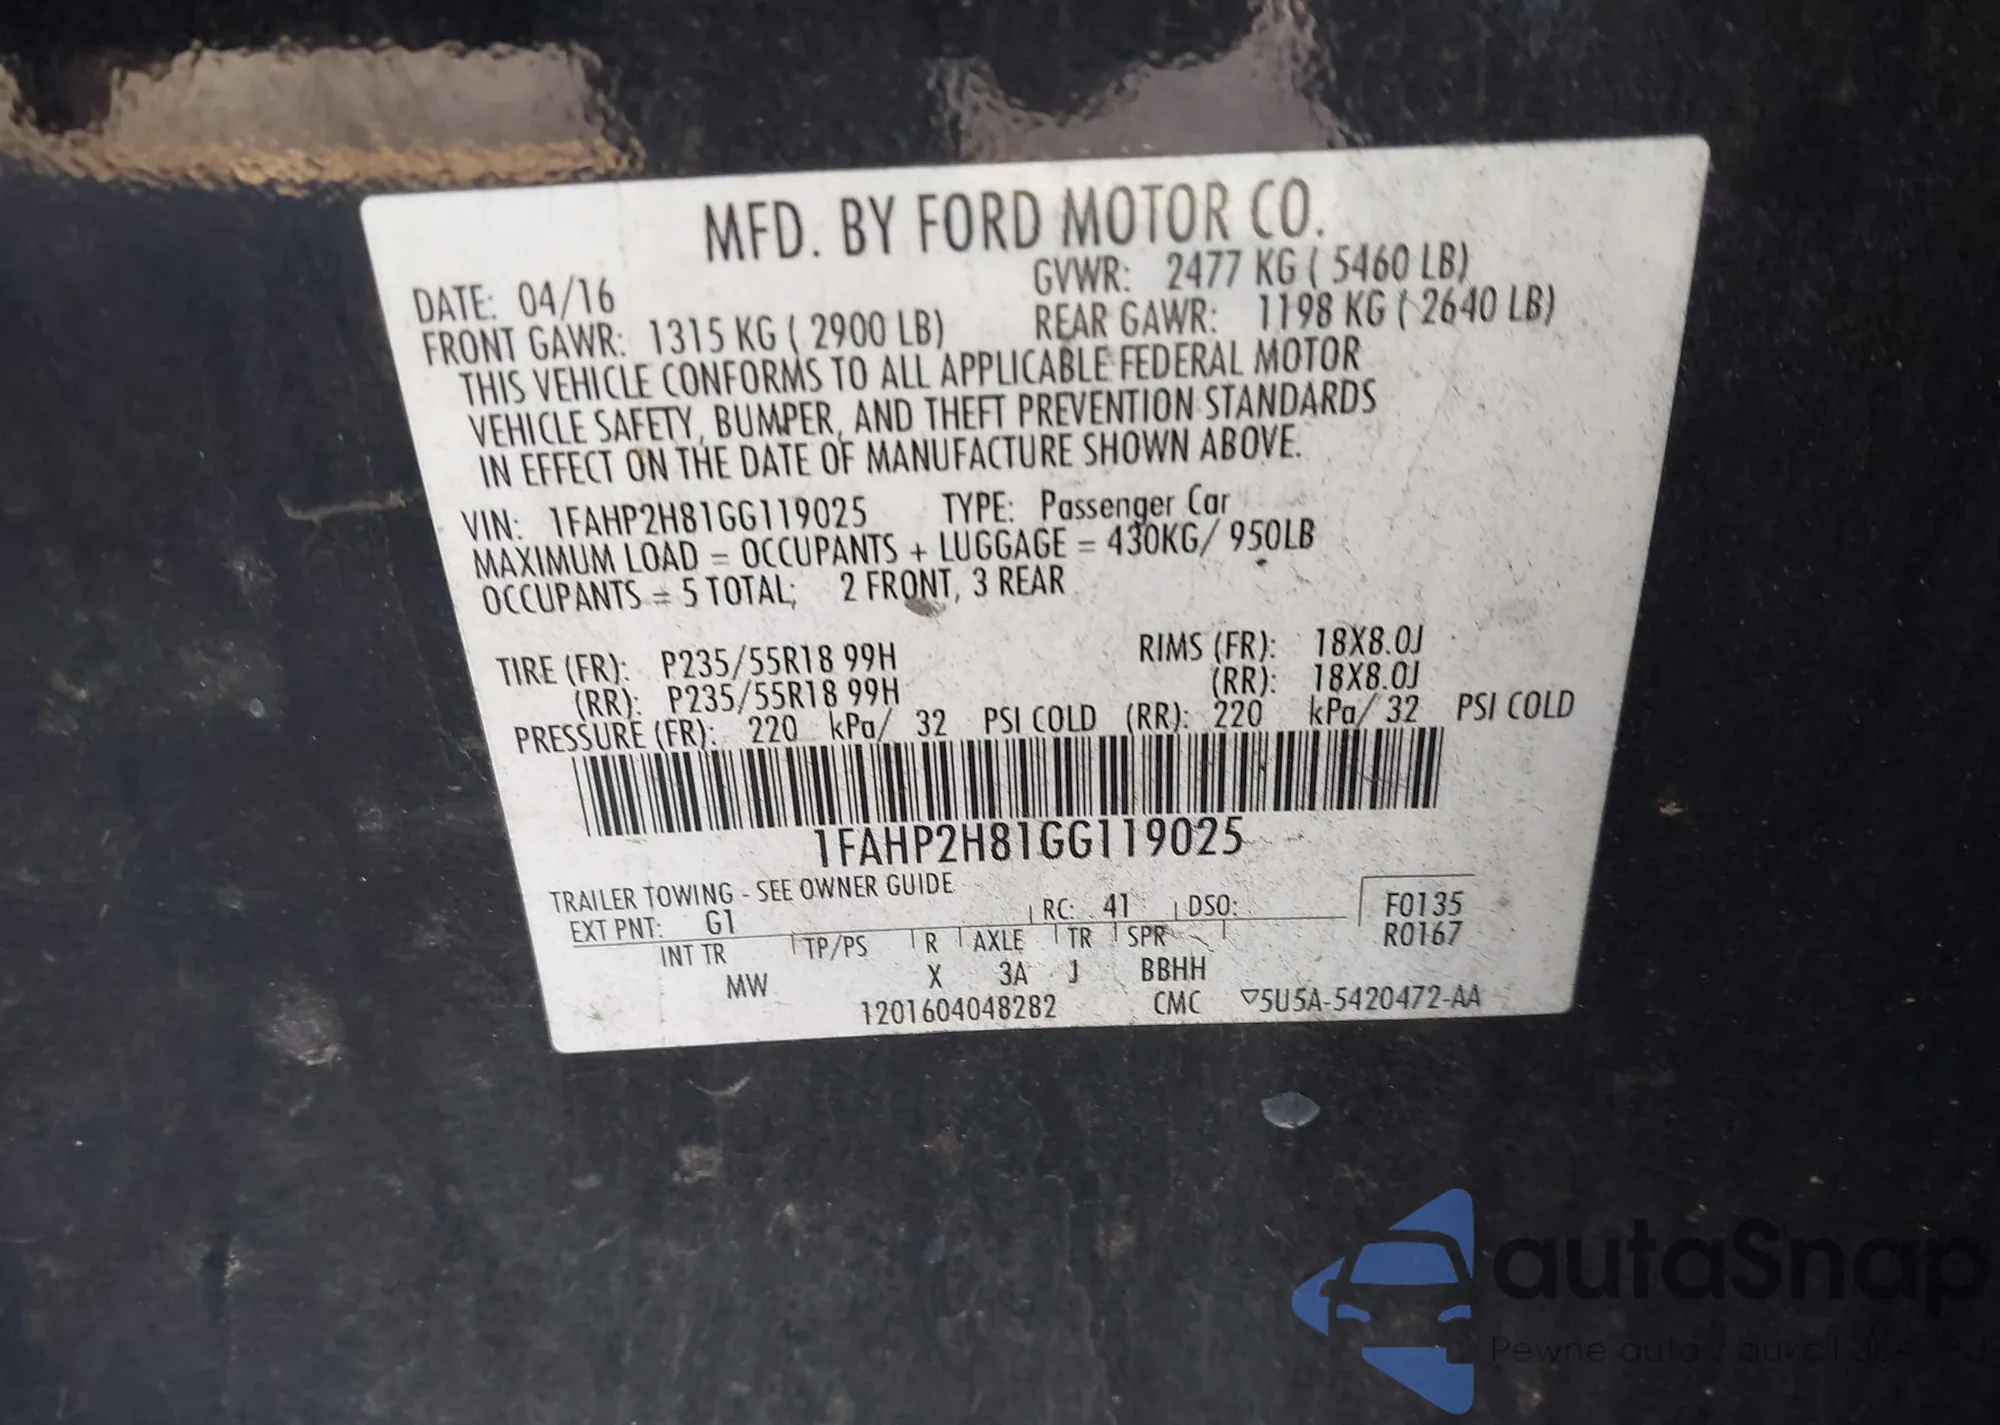 MFD. BY FORD MOTOR CO.
DATE: 04/16 GVWR: 2477 KG ( 5460 LB)
FRONT GAWR: 1315 KG ( 2900 LB) REAR GAWR: 1198 KG ( 2640 LB)
THIS VEHICLE CONFORMS TO ALL APPLICABLE FEDERAL MOTOR
VEHICLE SAFETY, BUMPER, AND THEFT PREVENTION STANDARDS
IN EFFECT ON THE DATE OF MANUFACTURE SHOWN ABOVE.
VIN: 1FAHP2H81GG119025 TYPE: Passenger Car
MAXIMUM LOAD = OCCUPANTS + LUGGAGE = 430KG/ 950LB
OCCUPANTS = 5 TOTAL; 2 FRONT, 3 REAR
TIRE (FR): P235/55R18 99H RIMS (FR): 18X8.0J
(RR): P235/55R18 99H (RR): 18X8.0J
PRESSURE (FR): 220 kPa/ 32 PSI COLD (RR): 220 kPa/ 32 PSI COLD
1FAHP2H81GG119025
TRAILER TOWING - SEE OWNER GUIDE
EXT PNT: G1 RC: 41 DSO: F0135
INT TR TP/PS R AXLE TR SPR R0167
MW X 3A J BBHH
1201604048282 CMC ▽5U5A-5420472-AA
autaSnap
Pewne auta z aukcji